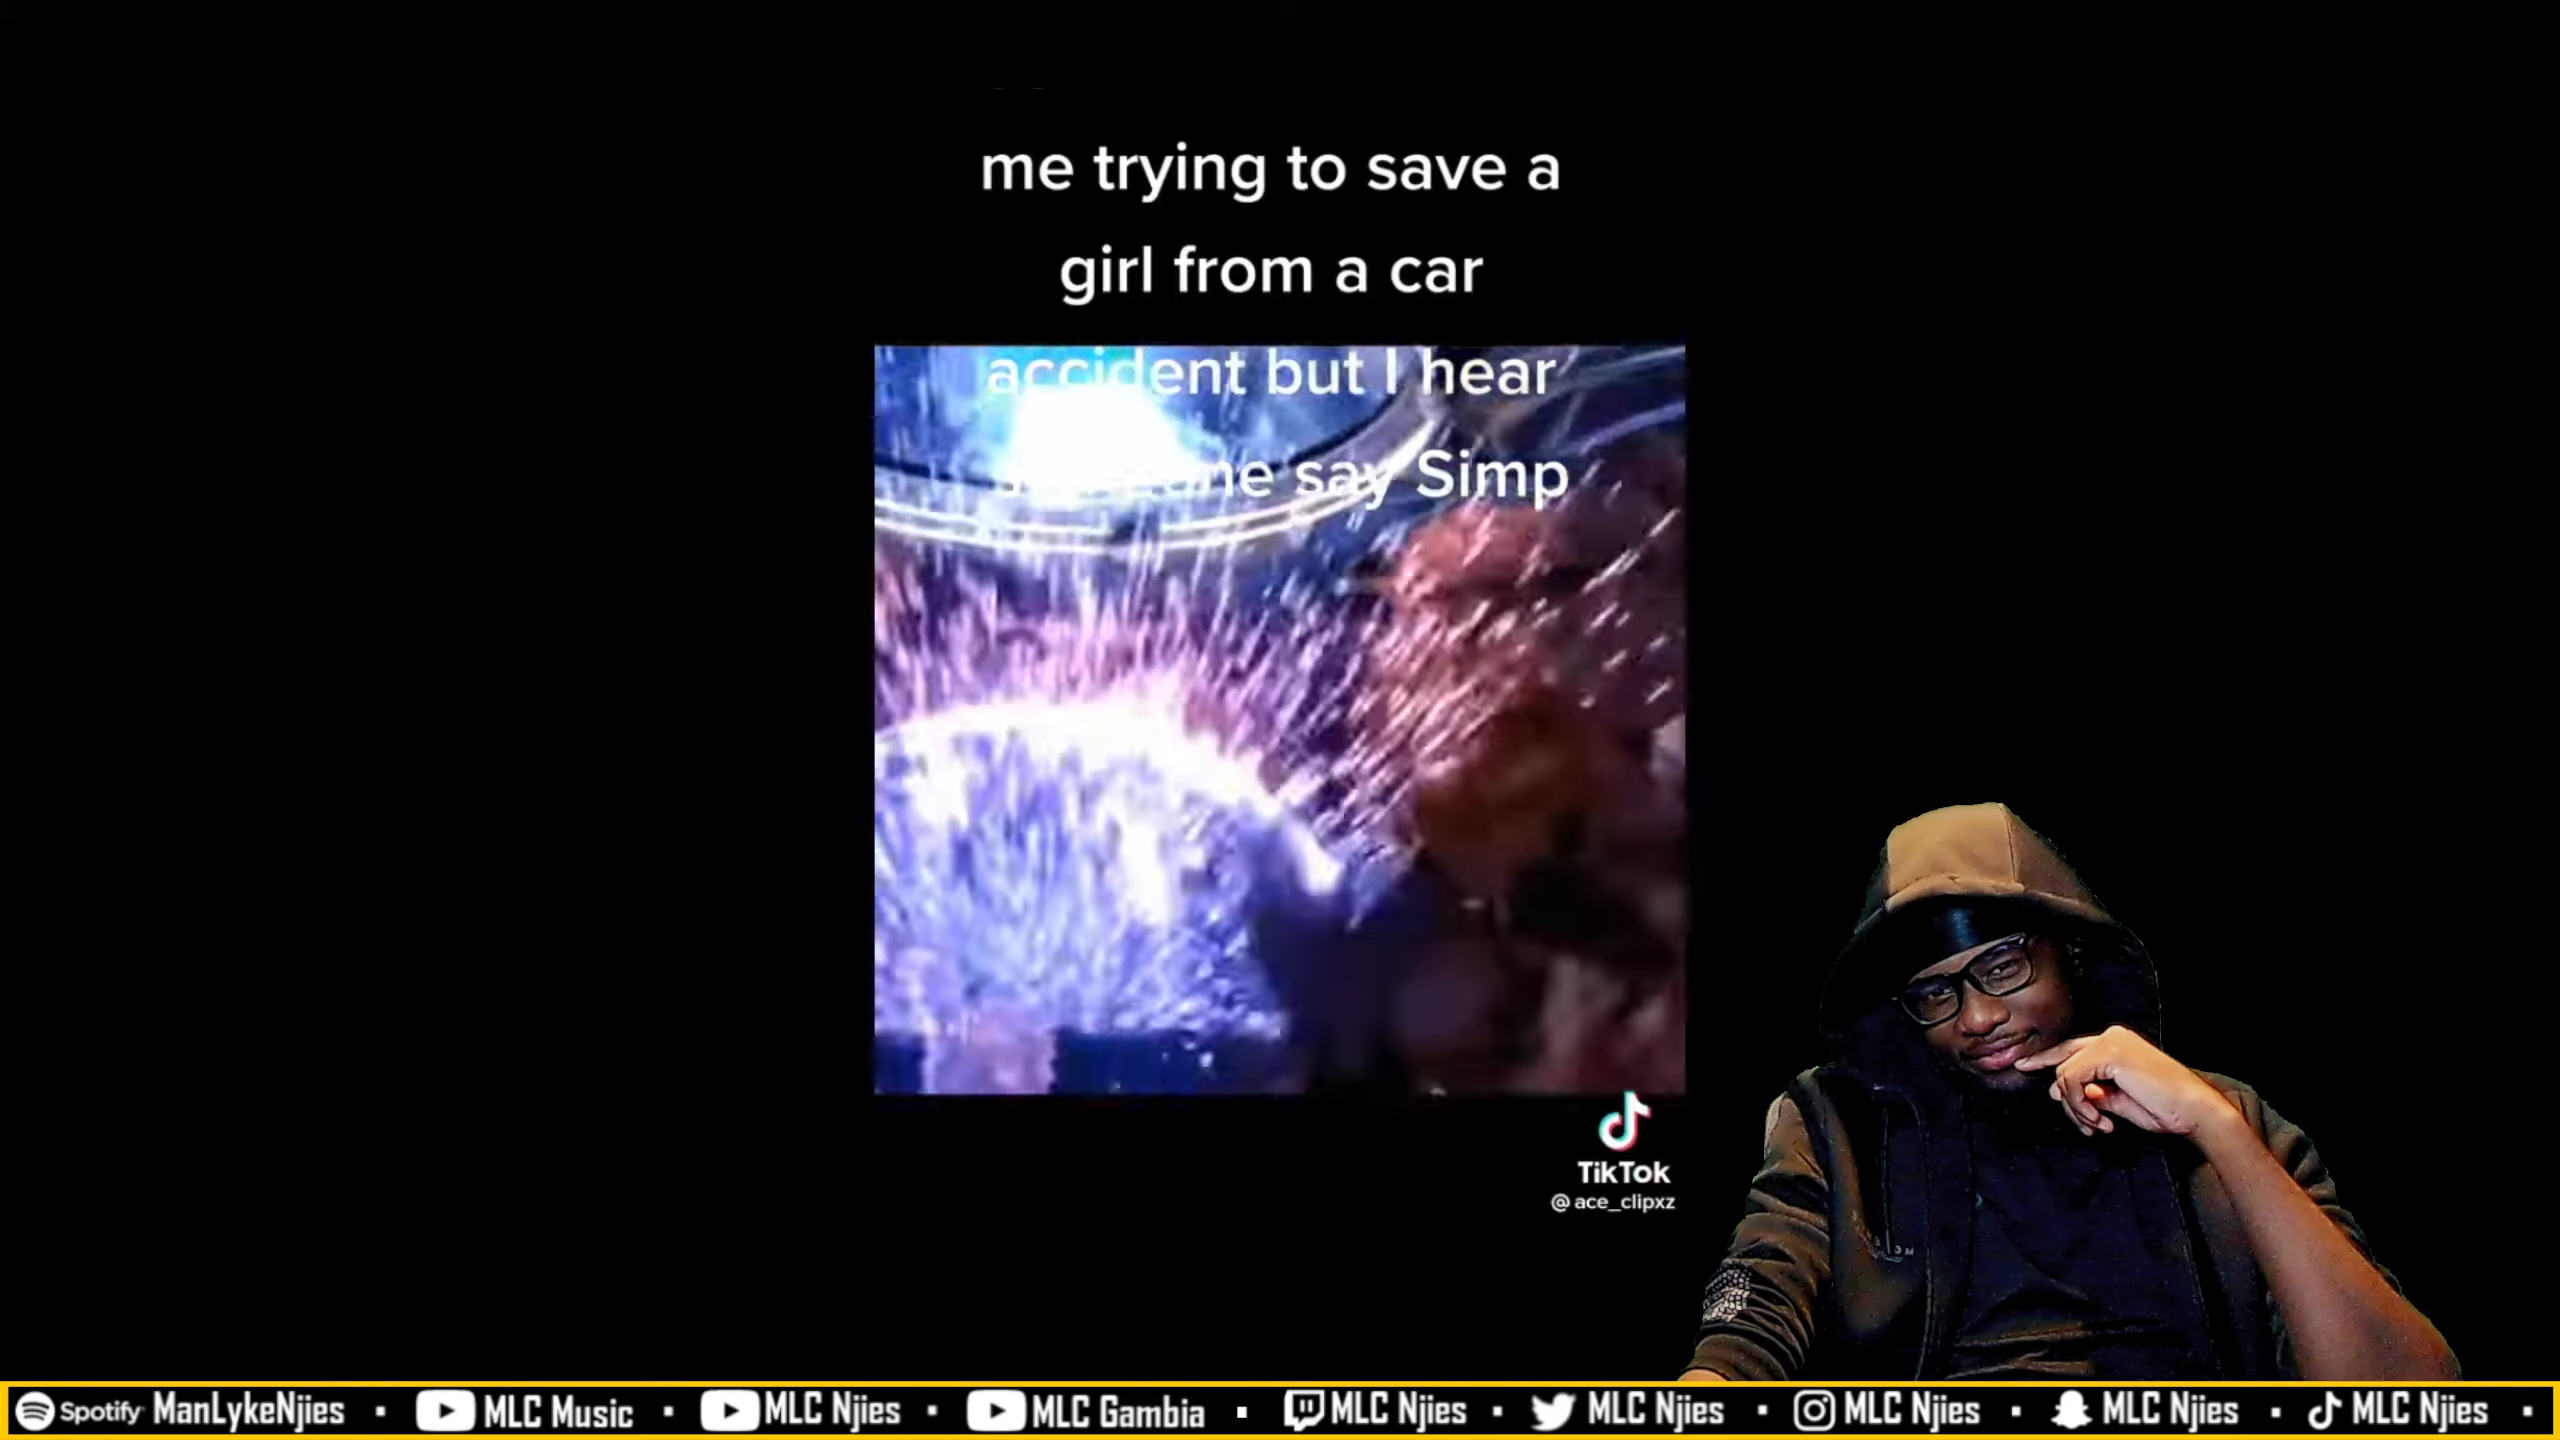 me trying to save a
girl from a car
accident but I hear
say Simp
TikTok
@ace_clipxz
Spotify ManLykeNjies · MLC Music · MLC Njies · MLC Gambia · MLC Njies · MLC Njies · MLC Njies · MLC Njies · MLC Njies ·